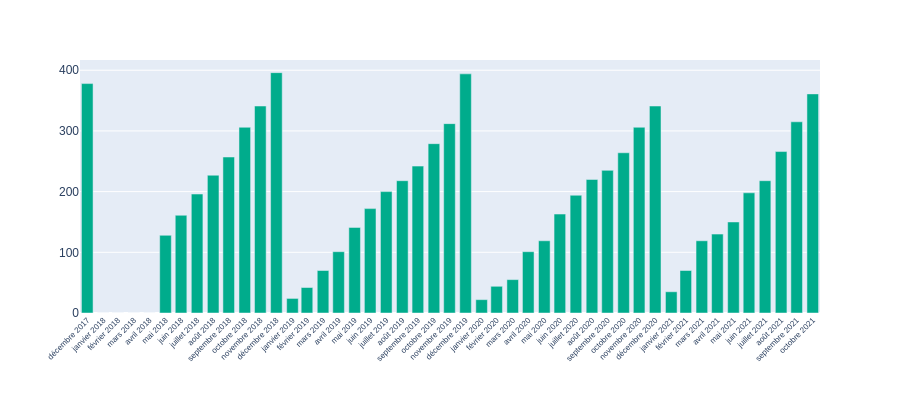 400
300
200
100
0
décembre 2017
janvier 2018
février 2018
mars 2018
avril 2018
mai 2018
juin 2018
juillet 2018
août 2018
septembre 2018
octobre 2018
novembre 2018
décembre 2018
janvier 2019
février 2019
mars 2019
avril 2019
mai 2019
juin 2019
juillet 2019
août 2019
septembre 2019
octobre 2019
novembre 2019
décembre 2019
janvier 2020
février 2020
mars 2020
avril 2020
mai 2020
juin 2020
juillet 2020
août 2020
septembre 2020
octobre 2020
novembre 2020
décembre 2020
janvier 2021
février 2021
mars 2021
avril 2021
mai 2021
juin 2021
juillet 2021
août 2021
septembre 2021
octobre 2021